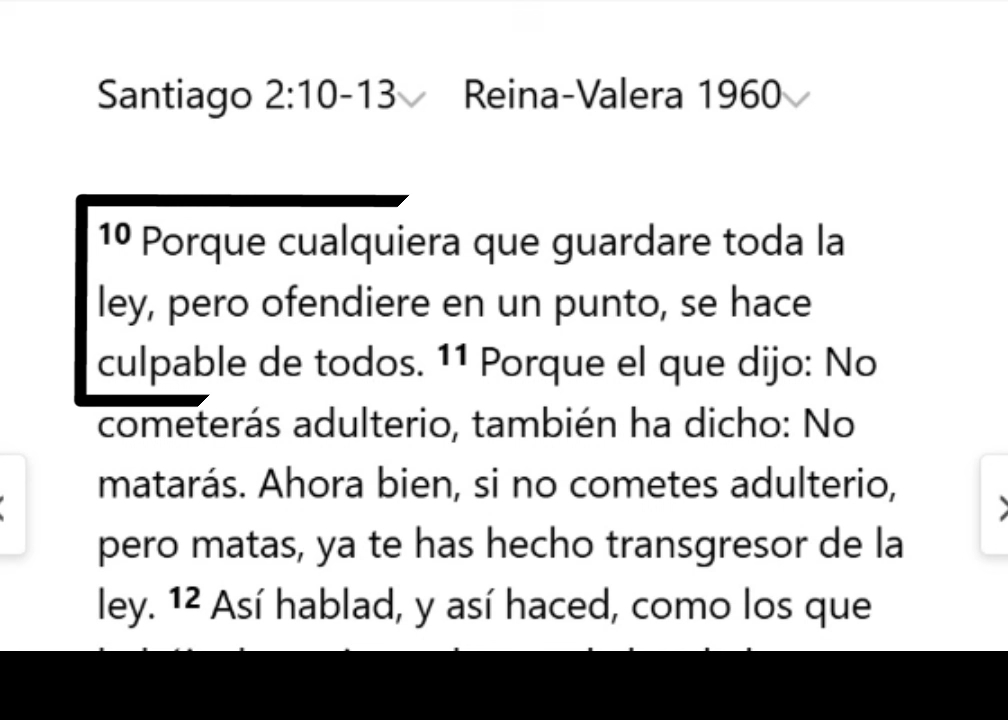 Santiago 2:10-13 Reina-Valera 1960
10 Porque cualquiera que guardare toda la
ley, pero ofendiere en un punto, se hace
culpable de todos. 11 Porque el que dijo: No
cometerás adulterio, también ha dicho: No
matarás. Ahora bien, si no cometes adulterio,
pero matas, ya te has hecho transgresor de la
ley. 12 Así hablad, y así haced, como los que